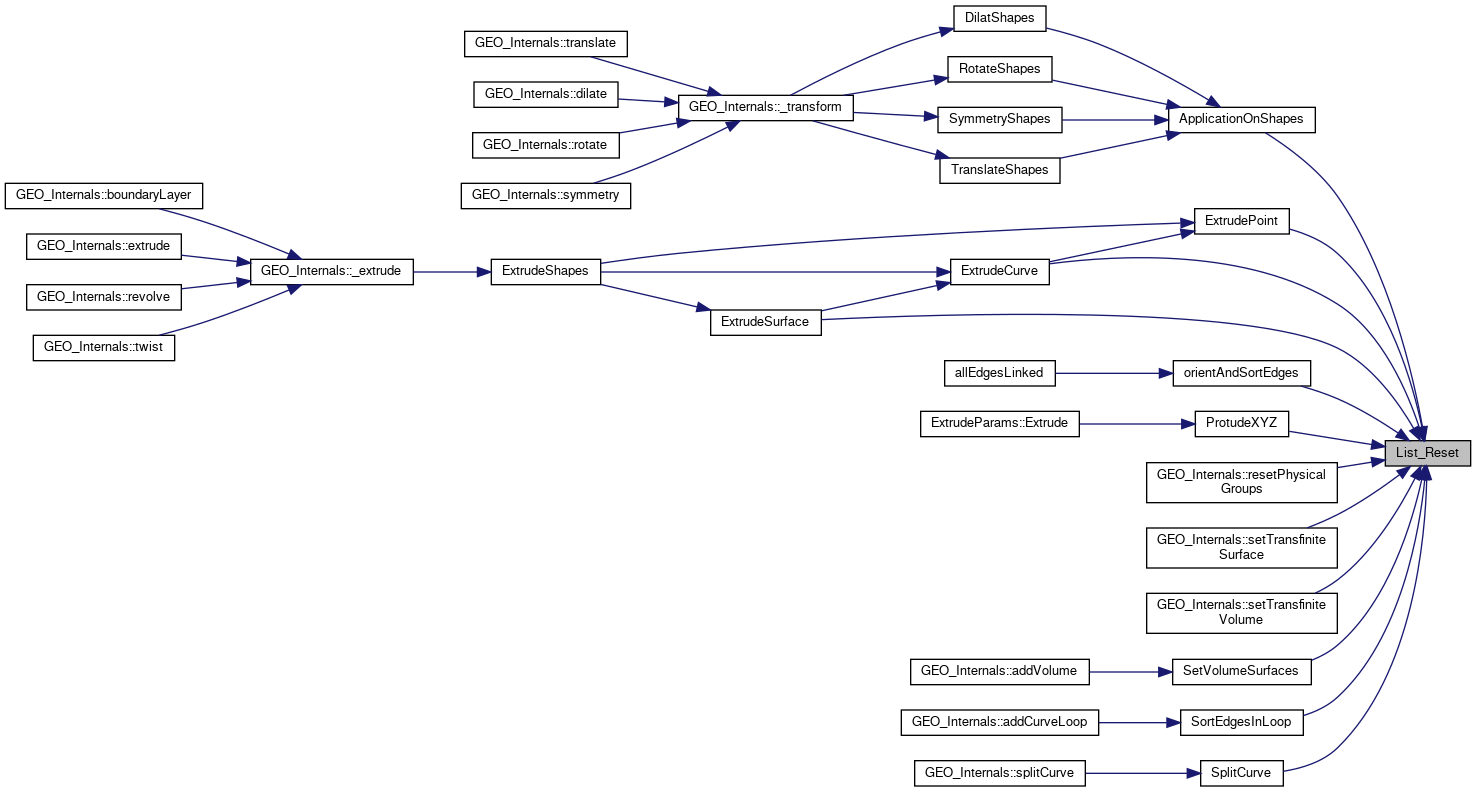 DilatShapes
GEO_Internals::translate
RotateShapes
GEO_Internals::dilate
GEO_Internals::_transform
SymmetryShapes
ApplicationOnShapes
GEO_Internals::rotate
TranslateShapes
GEO_Internals::symmetry
GEO_Internals::boundaryLayer
ExtrudePoint
GEO_Internals::extrude
GEO_Internals::_extrude
ExtrudeShapes
ExtrudeCurve
GEO_Internals::revolve
ExtrudeSurface
GEO_Internals::twist
allEdgesLinked
orientAndSortEdges
ExtrudeParams::Extrude
ProtudeXYZ
List_Reset
GEO_Internals::resetPhysical
Groups
GEO_Internals::setTransfinite
Surface
GEO_Internals::setTransfinite
Volume
GEO_Internals::addVolume
SetVolumeSurfaces
GEO_Internals::addCurveLoop
SortEdgesInLoop
GEO_Internals::splitCurve
SplitCurve